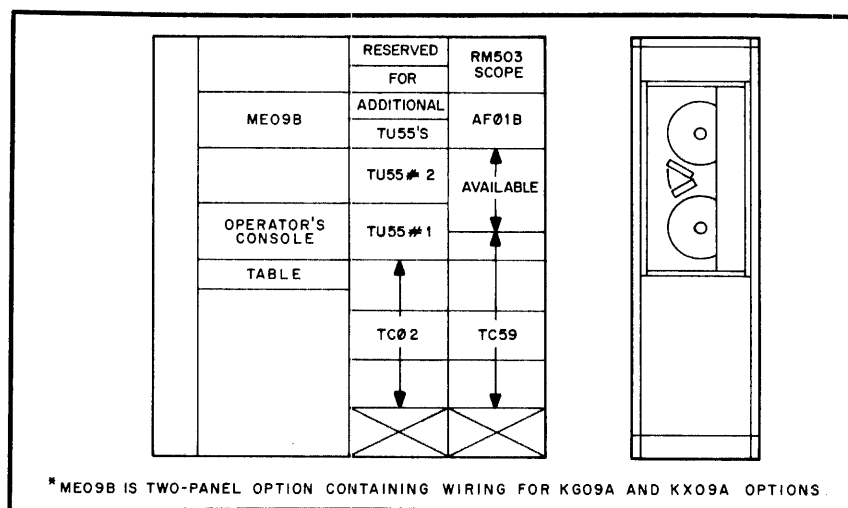 RESERVED
FOR
ADDITIONAL
TU55'S
RM503
SCOPE
ME09B
AF01B
TU55# 2
AVAILABLE
OPERATOR'S
CONSOLE
TU55#1
TABLE
TC02
TC59
*ME09B IS TWO-PANEL OPTION CONTAINING WIRING FOR KG09A AND KX09A OPTIONS.